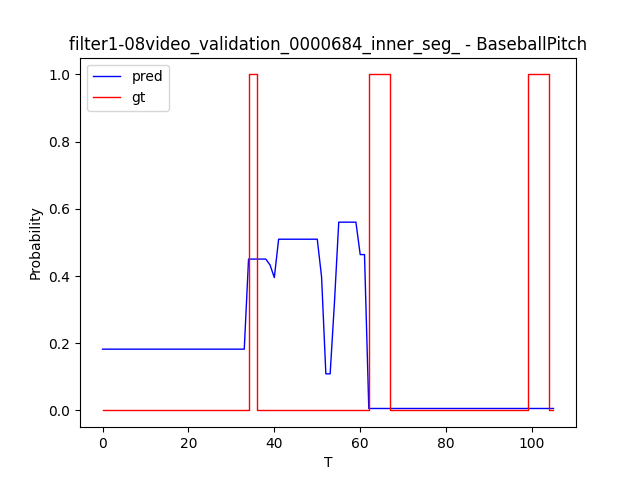 filter1-08video_validation_0000684_inner_seg_ - BaseballPitch
pred
gt
1.0
0.8
0.6
0.4
0.2
0.0
Probability
0
20
40
60
80
100
T